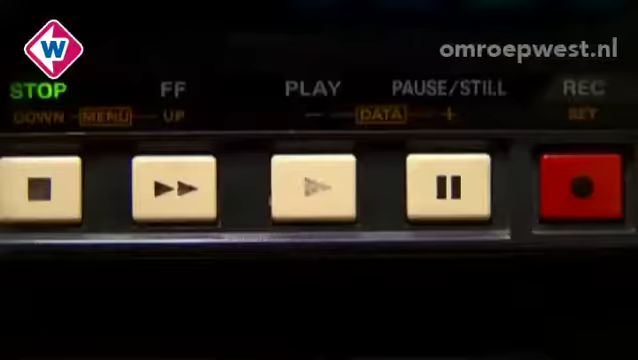 W
omroepwest.nl
STOP FF PLAY PAUSE/STILL REC
DOWN MENU UP - DATA + SET